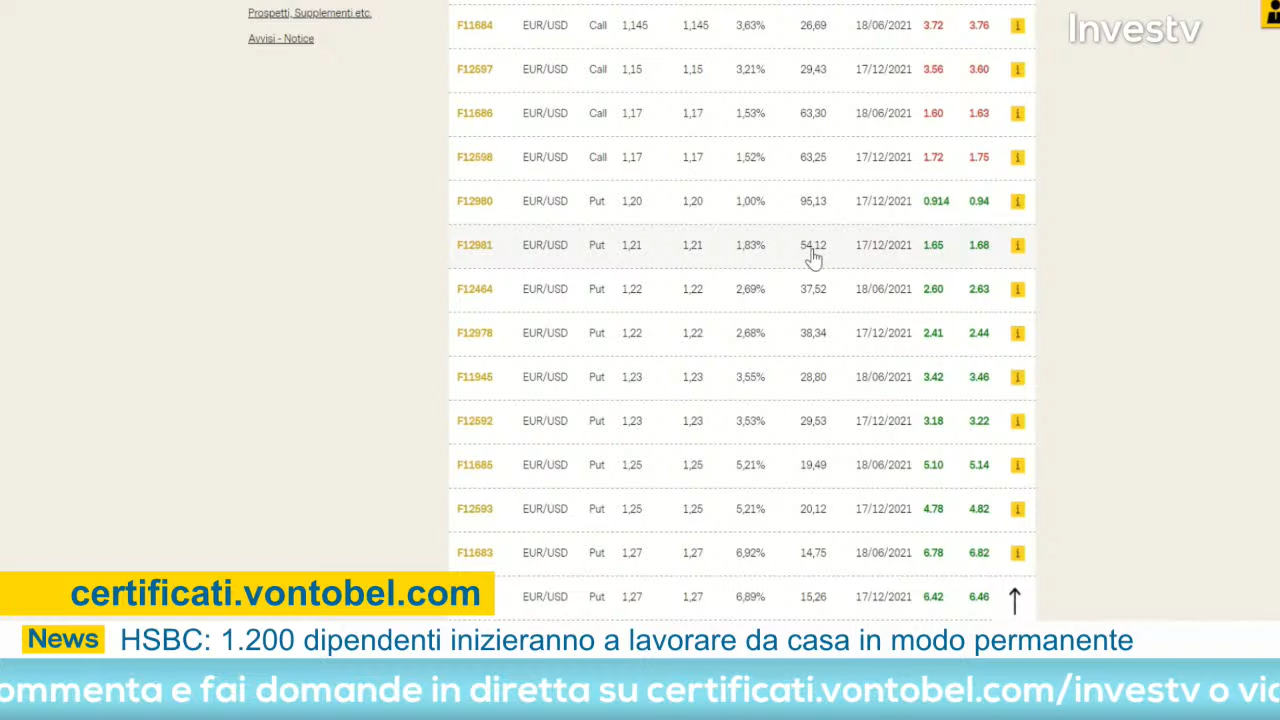 Prospetti, Supplementi etc.
Avvisi - Notice
Investv
F11684 EUR/USD Call 1,145 1,145 3,63% 26,69 18/06/2021 3.72 3.76 i
F12597 EUR/USD Call 1,15 1,15 3,21% 29,43 17/12/2021 3.56 3.60 i
F11686 EUR/USD Call 1,17 1,17 1,53% 63,30 18/06/2021 1.60 1.63 i
F12598 EUR/USD Call 1,17 1,17 1,52% 63,25 17/12/2021 1.72 1.75 i
F12980 EUR/USD Put 1,20 1,20 1,00% 95,13 17/12/2021 0.914 0.94 i
F12981 EUR/USD Put 1,21 1,21 1,83% 54,12 17/12/2021 1.65 1.68 i
F12464 EUR/USD Put 1,22 1,22 2,69% 37,52 18/06/2021 2.60 2.63 i
F12978 EUR/USD Put 1,22 1,22 2,68% 38,34 17/12/2021 2.41 2.44 i
F11945 EUR/USD Put 1,23 1,23 3,55% 28,80 18/06/2021 3.42 3.46 i
F12592 EUR/USD Put 1,23 1,23 3,53% 29,53 17/12/2021 3.18 3.22 i
F11685 EUR/USD Put 1,25 1,25 5,21% 19,49 18/06/2021 5.10 5.14 i
F12593 EUR/USD Put 1,25 1,25 5,21% 20,12 17/12/2021 4.78 4.82 i
F11683 EUR/USD Put 1,27 1,27 6,92% 14,75 18/06/2021 6.78 6.82 i
EUR/USD Put 1,27 1,27 6,89% 15,26 17/12/2021 6.42 6.46
certificati.vontobel.com
News HSBC: 1.200 dipendenti inizieranno a lavorare da casa in modo permanente
ommenta e fai domande in diretta su certificati.vontobel.com/investv o via